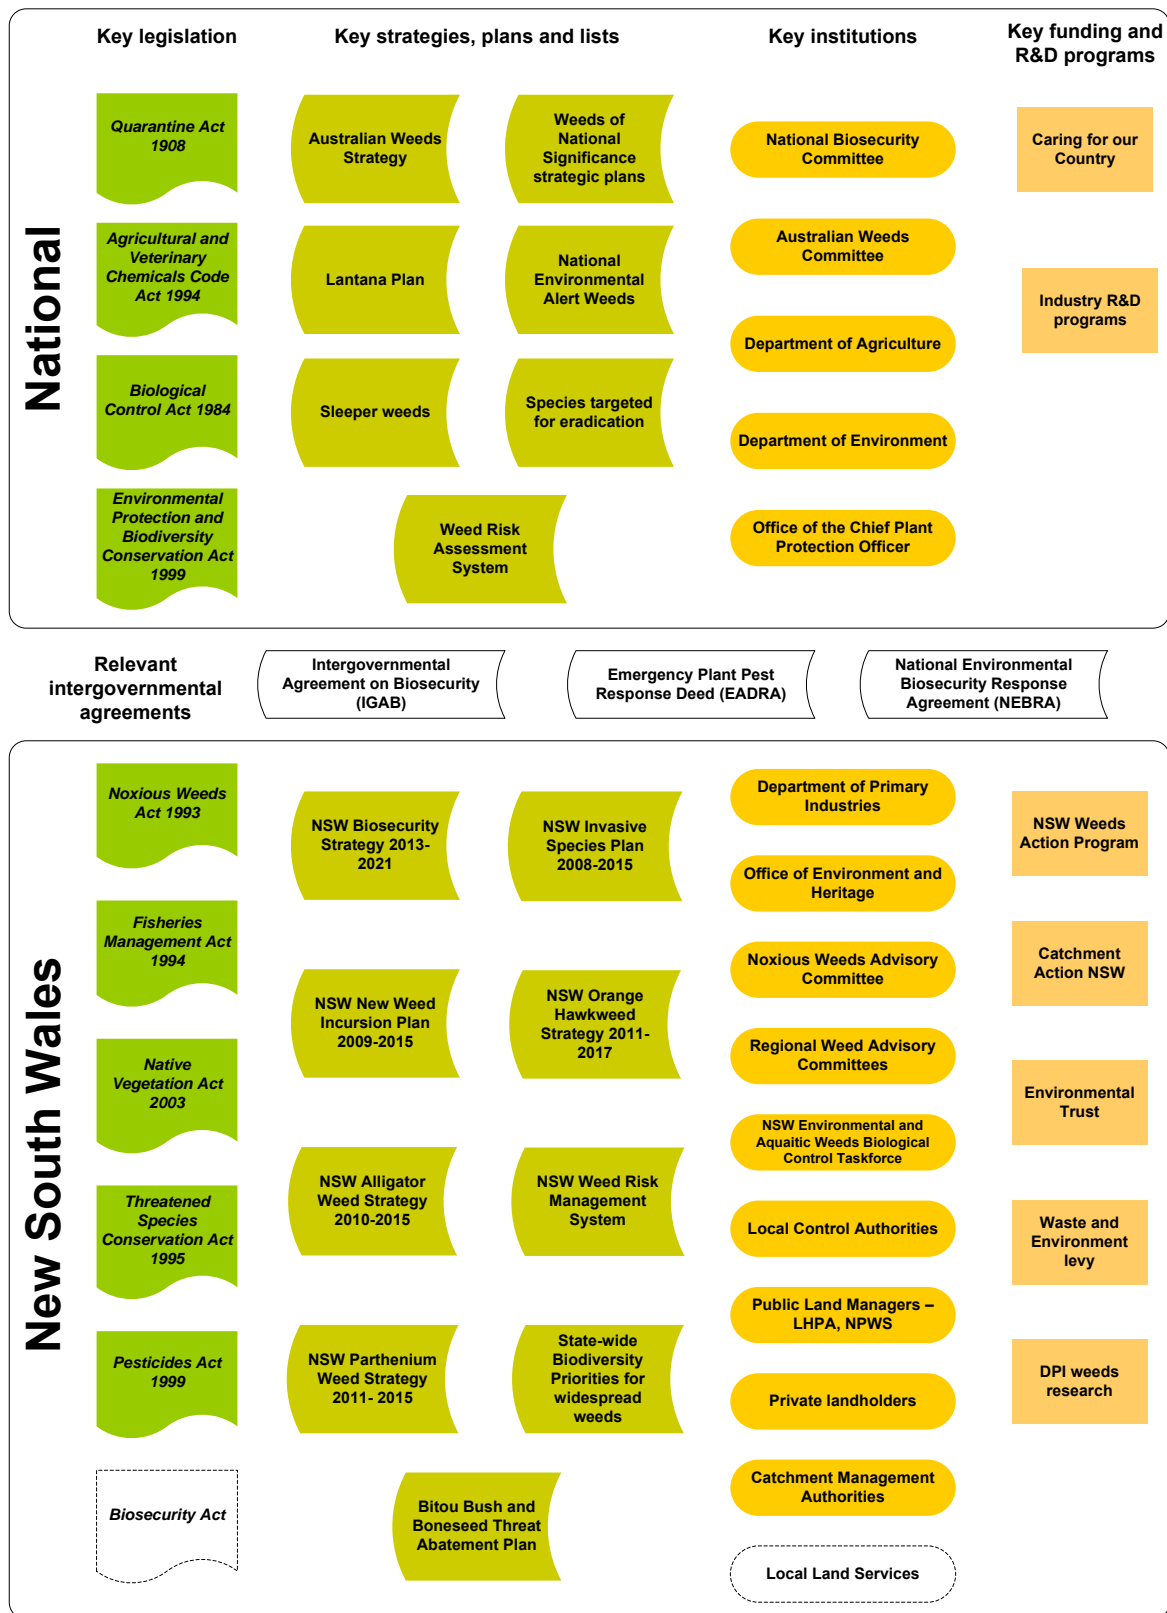 Key legislation
Key strategies, plans and lists
Key institutions
Key funding and
R&D programs
National
Quarantine Act
1908
Agricultural and
Veterinary
Chemicals Code
Act 1994
Biological
Control Act 1984
Environmental
Protection and
Biodiversity
Conservation Act
1999
Australian Weeds
Strategy
Weeds of
National
Significance
strategic plans
Lantana Plan
National
Environmental
Alert Weeds
Sleeper weeds
Species targeted
for eradication
Weed Risk
Assessment
System
National Biosecurity
Committee
Australian Weeds
Committee
Department of Agriculture
Department of Environment
Office of the Chief Plant
Protection Officer
Caring for our
Country
Industry R&D
programs
Relevant
intergovernmental
agreements
Intergovernmental
Agreement on Biosecurity
(IGAB)
Emergency Plant Pest
Response Deed (EADRA)
National Environmental
Biosecurity Response
Agreement (NEBRA)
New South Wales
Noxious Weeds
Act 1993
Fisheries
Management Act
1994
Native
Vegetation Act
2003
Threatened
Species
Conservation Act
1995
Pesticides Act
1999
Biosecurity Act
NSW Biosecurity
Strategy 2013-
2021
NSW Invasive
Species Plan
2008-2015
NSW New Weed
Incursion Plan
2009-2015
NSW Orange
Hawkweed
Strategy 2011-
2017
NSW Alligator
Weed Strategy
2010-2015
NSW Weed Risk
Management
System
NSW Parthenium
Weed Strategy
2011- 2015
State-wide
Biodiversity
Priorities for
widespread
weeds
Bitou Bush and
Boneseed Threat
Abatement Plan
Department of Primary
Industries
Office of Environment and
Heritage
Noxious Weeds Advisory
Committee
Regional Weed Advisory
Committees
NSW Environmental and
Aquaitic Weeds Biological
Control Taskforce
Local Control Authorities
Public Land Managers –
LHPA, NPWS
Private landholders
Catchment Management
Authorities
Local Land Services
NSW Weeds
Action Program
Catchment
Action NSW
Environmental
Trust
Waste and
Environment
levy
DPI weeds
research